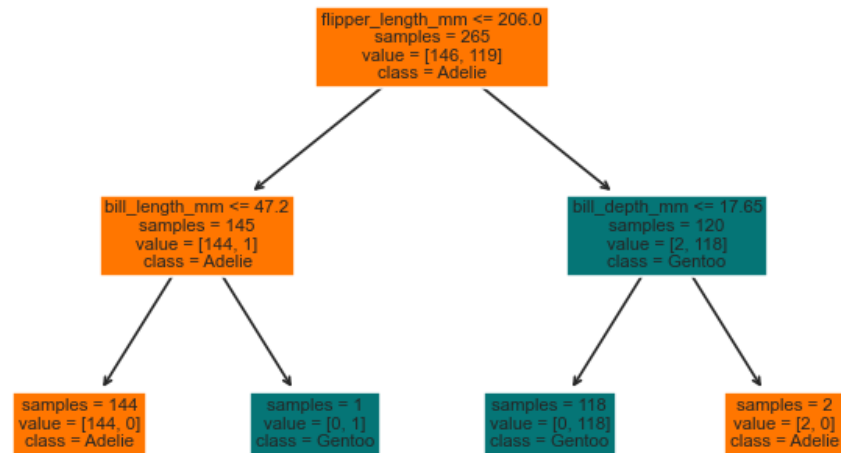 flipper_length_mm <= 206.0
samples = 265
value = [146, 119]
class = Adelie
bill_length_mm <= 47.2
samples = 145
value = [144, 1]
class = Adelie
bill_depth_mm <= 17.65
samples = 120
value = [2, 118]
class = Gentoo
samples = 144
value = [144, 0]
class = Adelie
samples = 1
value = [0, 1]
class = Gentoo
samples = 118
value = [0, 118]
class = Gentoo
samples = 2
value = [2, 0]
class = Adelie